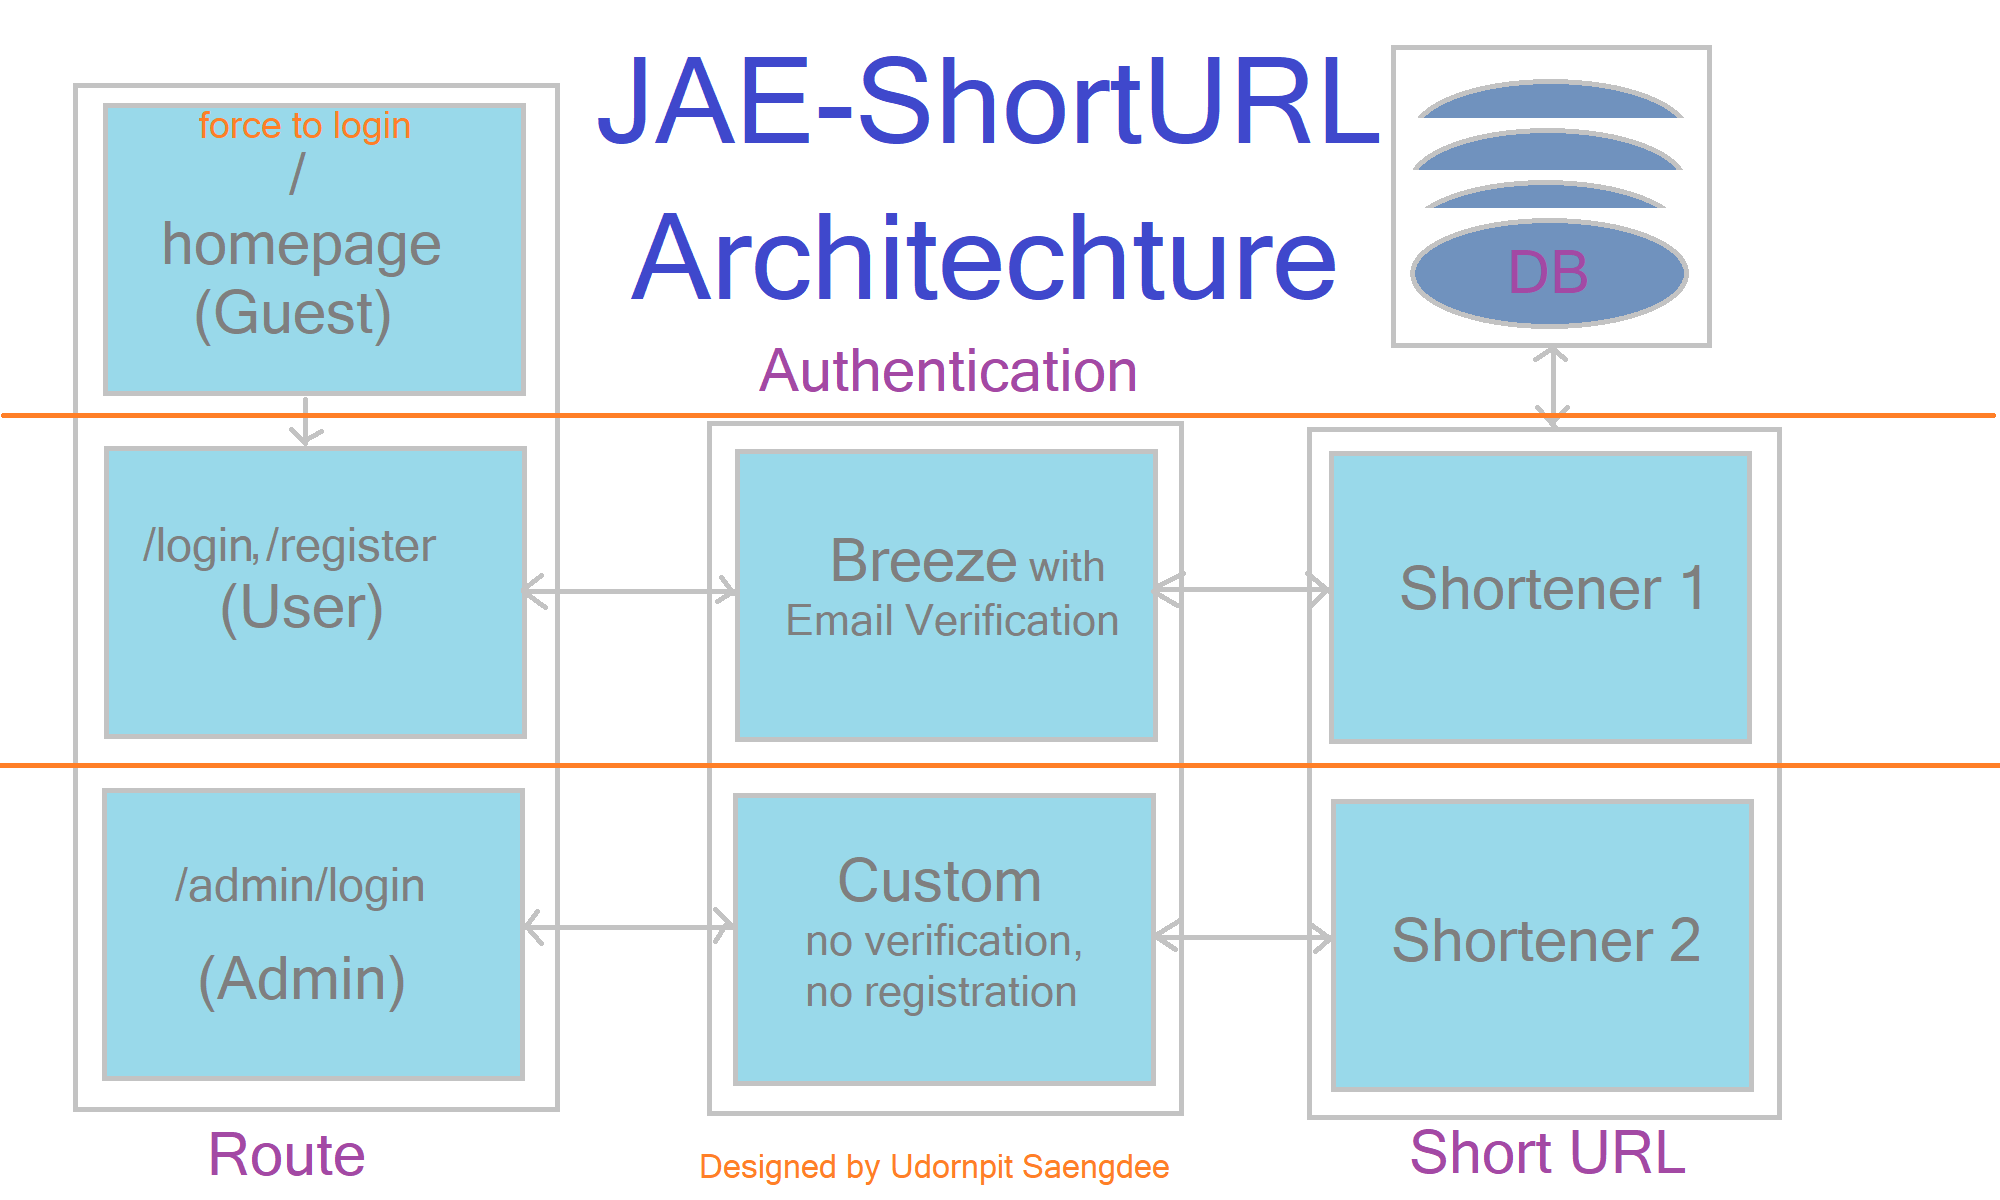 JAE-ShortURL
Architechture
force to login
/
homepage
(Guest)
DB
Authentication
/login, /register
(User)
Breeze with
Email Verification
Shortener 1
/admin/login
(Admin)
Custom
no verification,
no registration
Shortener 2
Route
Designed by Udornpit Saengdee
Short URL